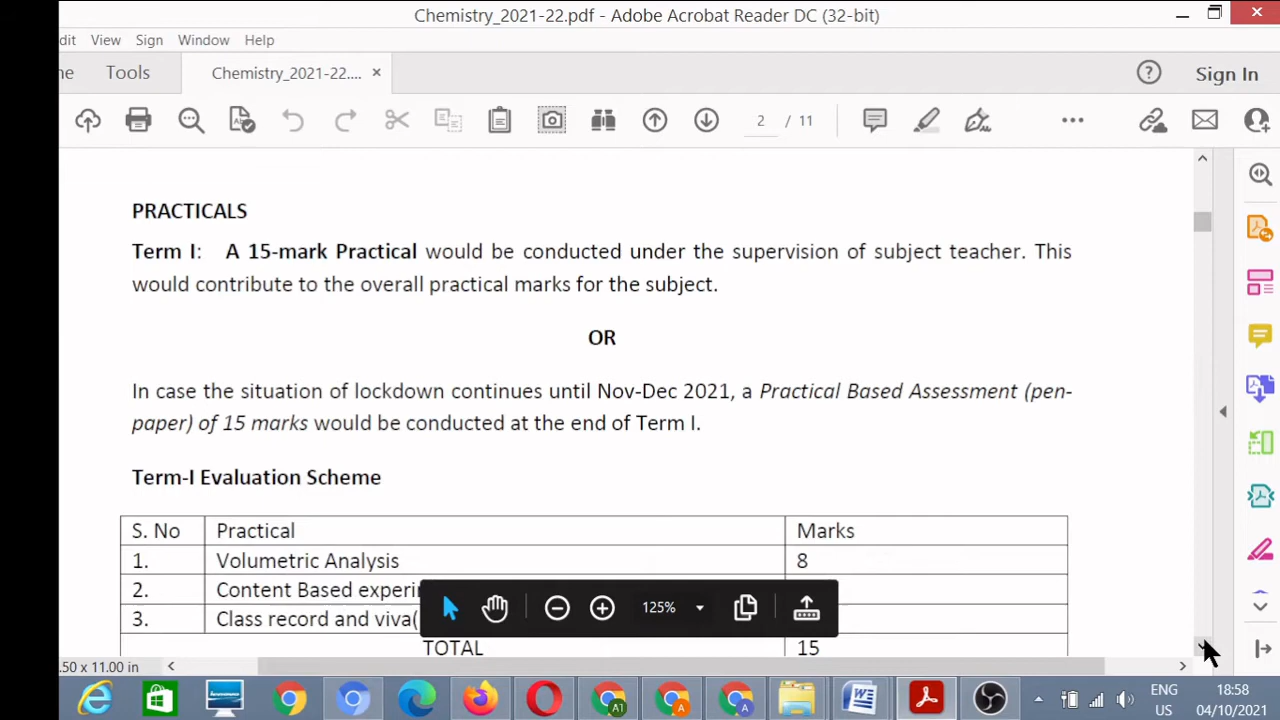 Chemistry_2021-22.pdf - Adobe Acrobat Reader DC (32-bit)
dit View Sign Window Help
me Tools Chemistry_2021-22.... × Sign In
2 / 11
PRACTICALS
Term I: A 15-mark Practical would be conducted under the supervision of subject teacher. This
would contribute to the overall practical marks for the subject.
OR
In case the situation of lockdown continues until Nov-Dec 2021, a Practical Based Assessment (pen-
paper) of 15 marks would be conducted at the end of Term I.
Term-I Evaluation Scheme
S. No Practical Marks
1. Volumetric Analysis 8
2. Content Based
3. Class record and viva(
125%
TOTAL 15
.50 x 11.00 in
ENG 18:58
US 04/10/2021